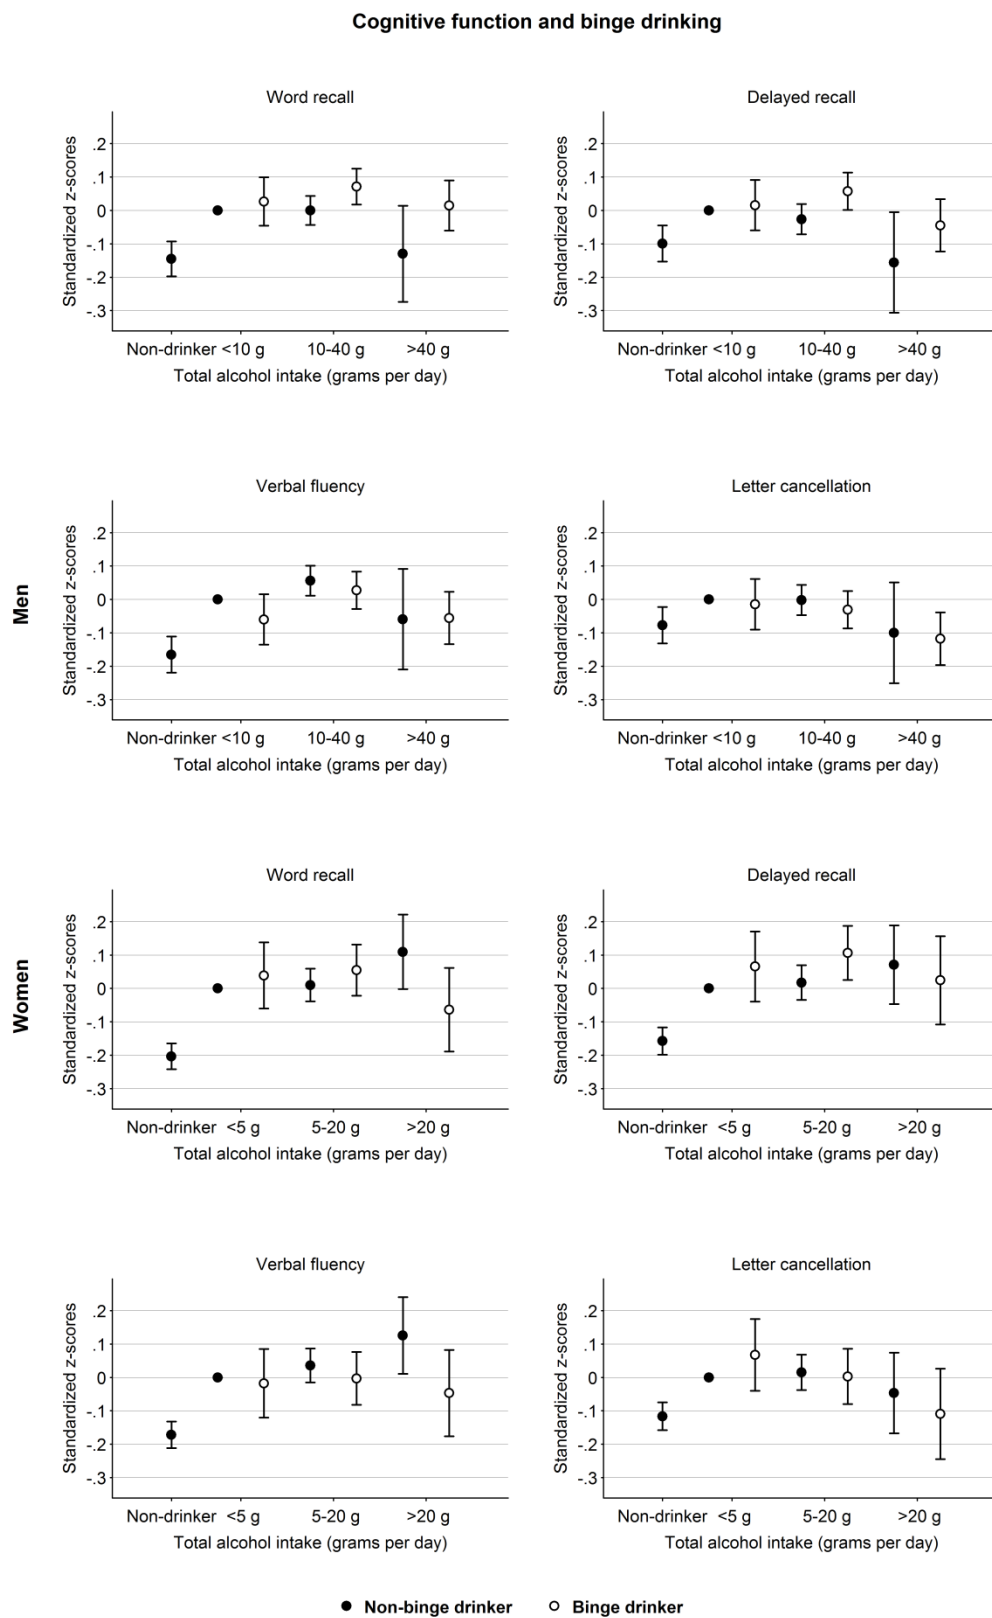 Cognitive function and binge drinking
Word recall
Standardized z-scores
.2
.1
0
-.1
-.2
-.3
Non-drinker <10 g 10-40 g >40 g
Total alcohol intake (grams per day)
Delayed recall
Standardized z-scores
.2
.1
0
-.1
-.2
-.3
Non-drinker <10 g 10-40 g >40 g
Total alcohol intake (grams per day)
Men
Verbal fluency
Standardized z-scores
.2
.1
0
-.1
-.2
-.3
Non-drinker <10 g 10-40 g >40 g
Total alcohol intake (grams per day)
Letter cancellation
Standardized z-scores
.2
.1
0
-.1
-.2
-.3
Non-drinker <10 g 10-40 g >40 g
Total alcohol intake (grams per day)
Women
Word recall
Standardized z-scores
.2
.1
0
-.1
-.2
-.3
Non-drinker <5 g 5-20 g >20 g
Total alcohol intake (grams per day)
Delayed recall
Standardized z-scores
.2
.1
0
-.1
-.2
-.3
Non-drinker <5 g 5-20 g >20 g
Total alcohol intake (grams per day)
Verbal fluency
Standardized z-scores
.2
.1
0
-.1
-.2
-.3
Non-drinker <5 g 5-20 g >20 g
Total alcohol intake (grams per day)
Letter cancellation
Standardized z-scores
.2
.1
0
-.1
-.2
-.3
Non-drinker <5 g 5-20 g >20 g
Total alcohol intake (grams per day)
Non-binge drinker Binge drinker